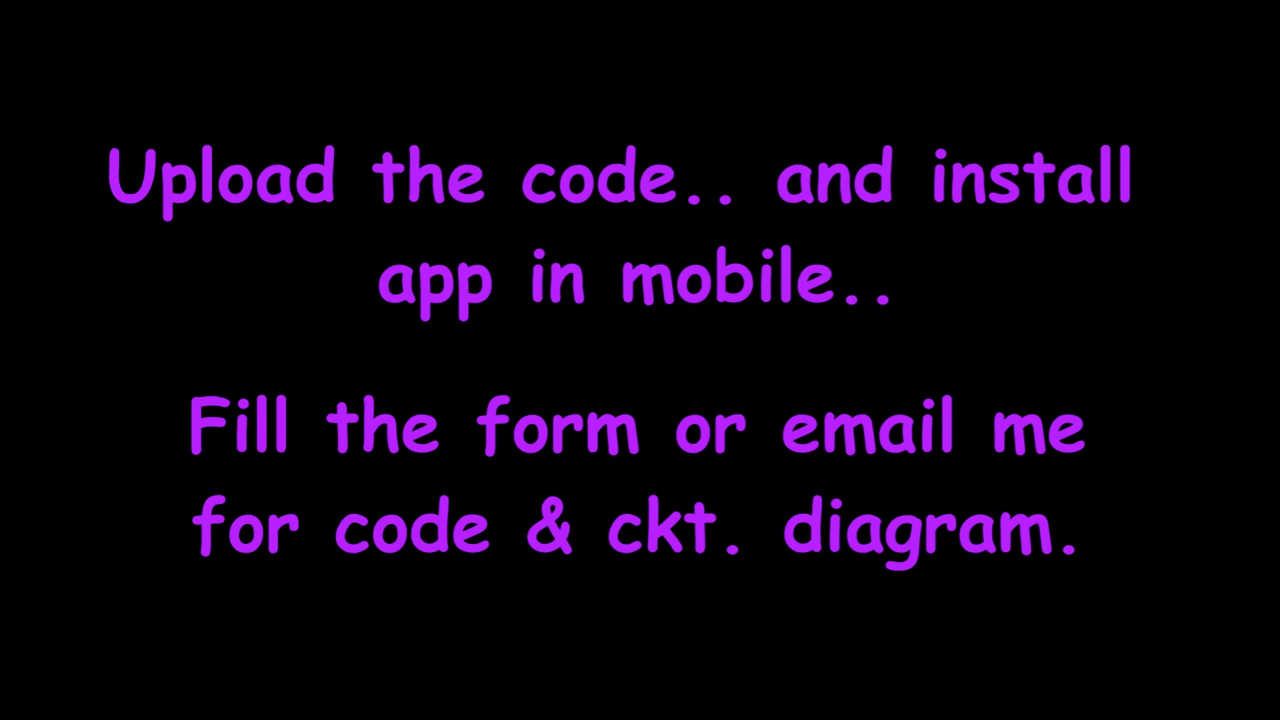 Upload the code.. and install
app in mobile..
Fill the form or email me
for code & ckt. diagram.